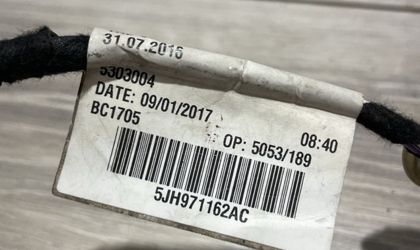 31.07.2016
5303004
DATE: 09/01/2017 08:40
BC1705 OP: 5053/189
5JH971162AC